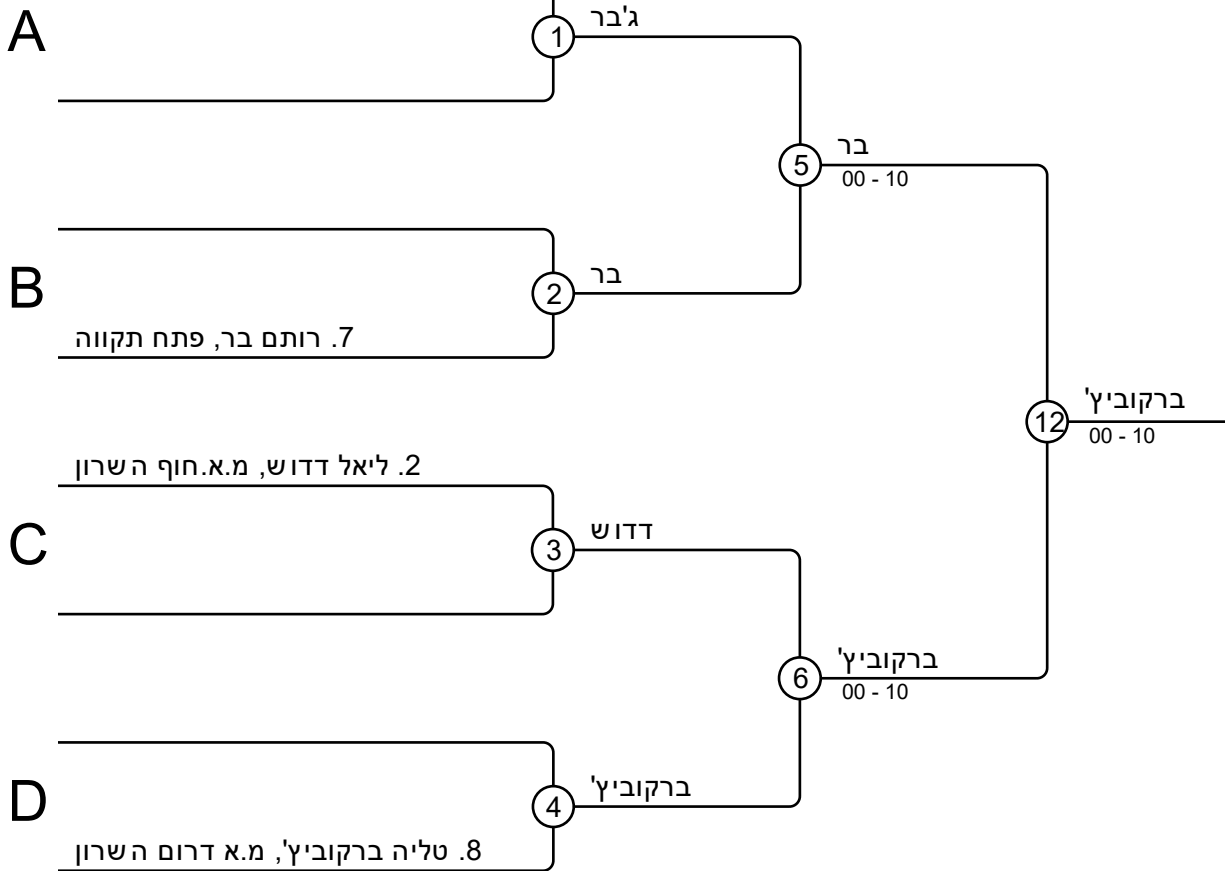 A
1
ג'בר
5
בר
00 - 10
B
2
בר
7. רותם בר, פתח תקווה
12
ברקוביץ'
00 - 10
2. ליאל דדוש, מ.א.חוף השרון
C
3
דדוש
6
ברקוביץ'
00 - 10
D
4
ברקוביץ'
8. טליה ברקוביץ', מ.א דרום השרון